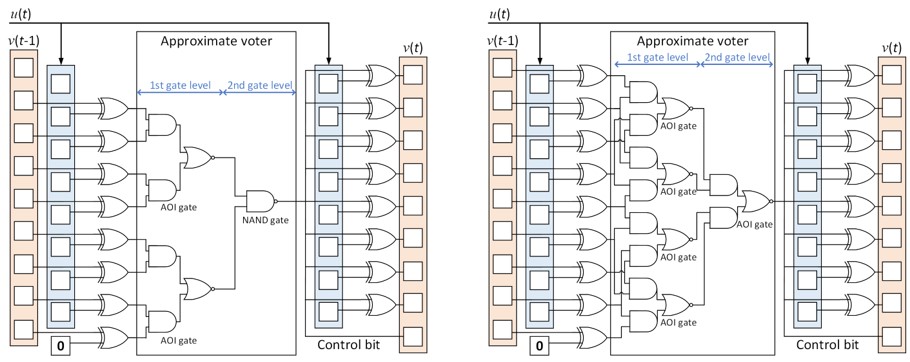 u(t)
v(t-1)
Approximate voter
v(t)
1st gate level
2nd gate level
AOI gate
NAND gate
AOI gate
0
Control bit
u(t)
v(t-1)
Approximate voter
v(t)
1st gate level
2nd gate level
AOI gate
AOI gate
AOI gate
AOI gate
AOI gate
0
Control bit